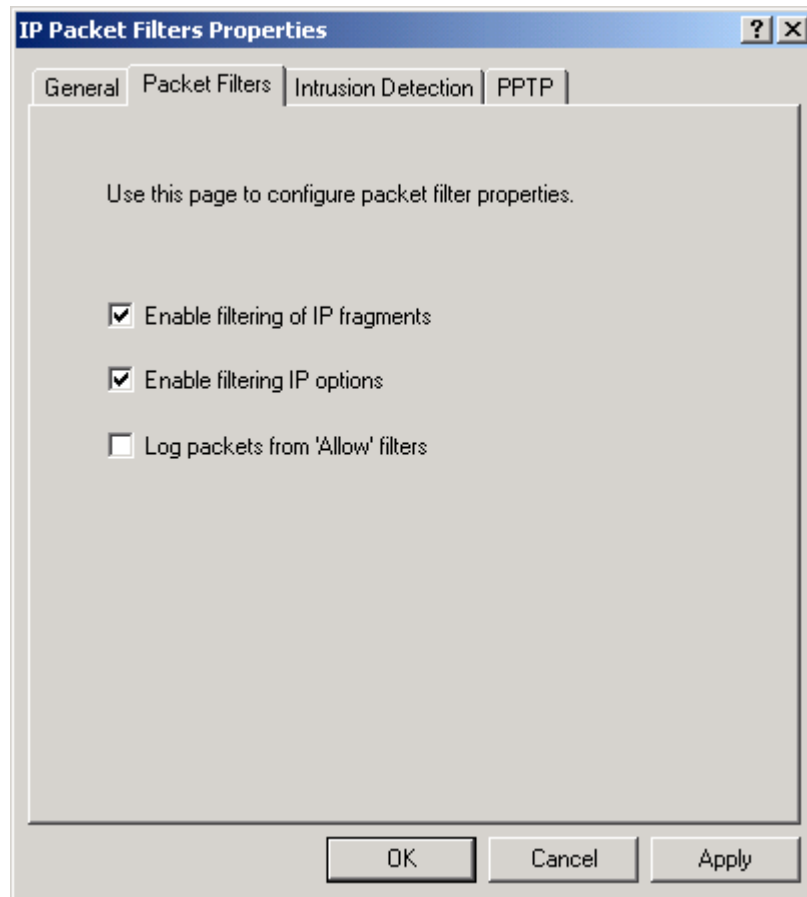 IP Packet Filters Properties
General Packet Filters Intrusion Detection PPTP
Use this page to configure packet filter properties.
Enable filtering of IP fragments
Enable filtering IP options
Log packets from 'Allow' filters
OK Cancel Apply